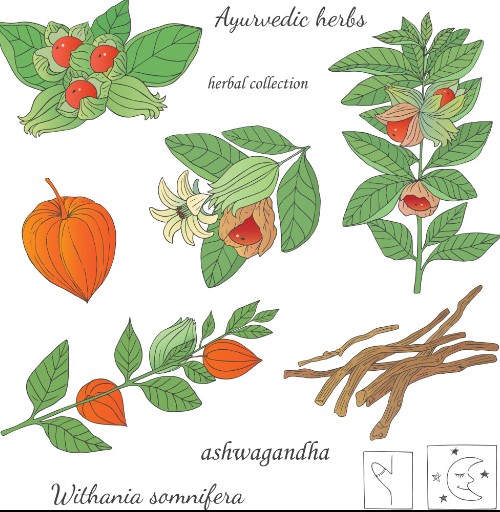 Ayurvedic herbs
herbal collection
ashwagandha
Withania somnifera